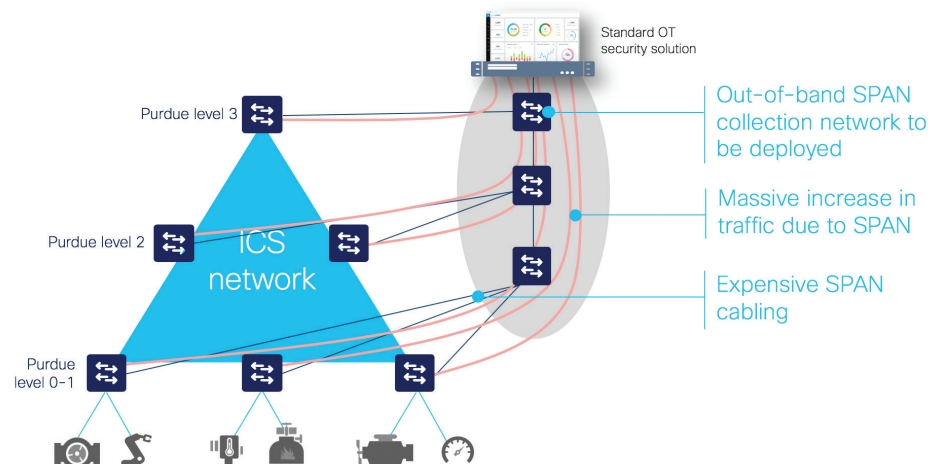 Standard OT
security solution
Out-of-band SPAN
collection network to
be deployed
Purdue level 3
Massive increase in
traffic due to SPAN
Purdue level 2
ICS
network
Expensive SPAN
cabling
Purdue
level 0-1